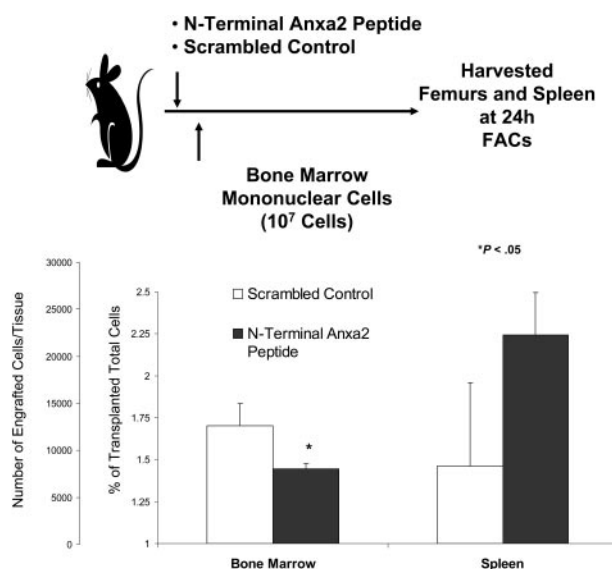 • N-Terminal Anxa2 Peptide
• Scrambled Control
Harvested
Femurs and Spleen
at 24h
FACs
Bone Marrow
Mononuclear Cells
(10⁷ Cells)
*P < .05
Number of Engrafted Cells/Tissue
30000
25000
20000
15000
10000
5000
0
% of Transplanted Total Cells
2.5
2.25
2
1.75
1.5
1.25
1
Scrambled Control
N-Terminal Anxa2
Peptide
*
Bone Marrow
Spleen